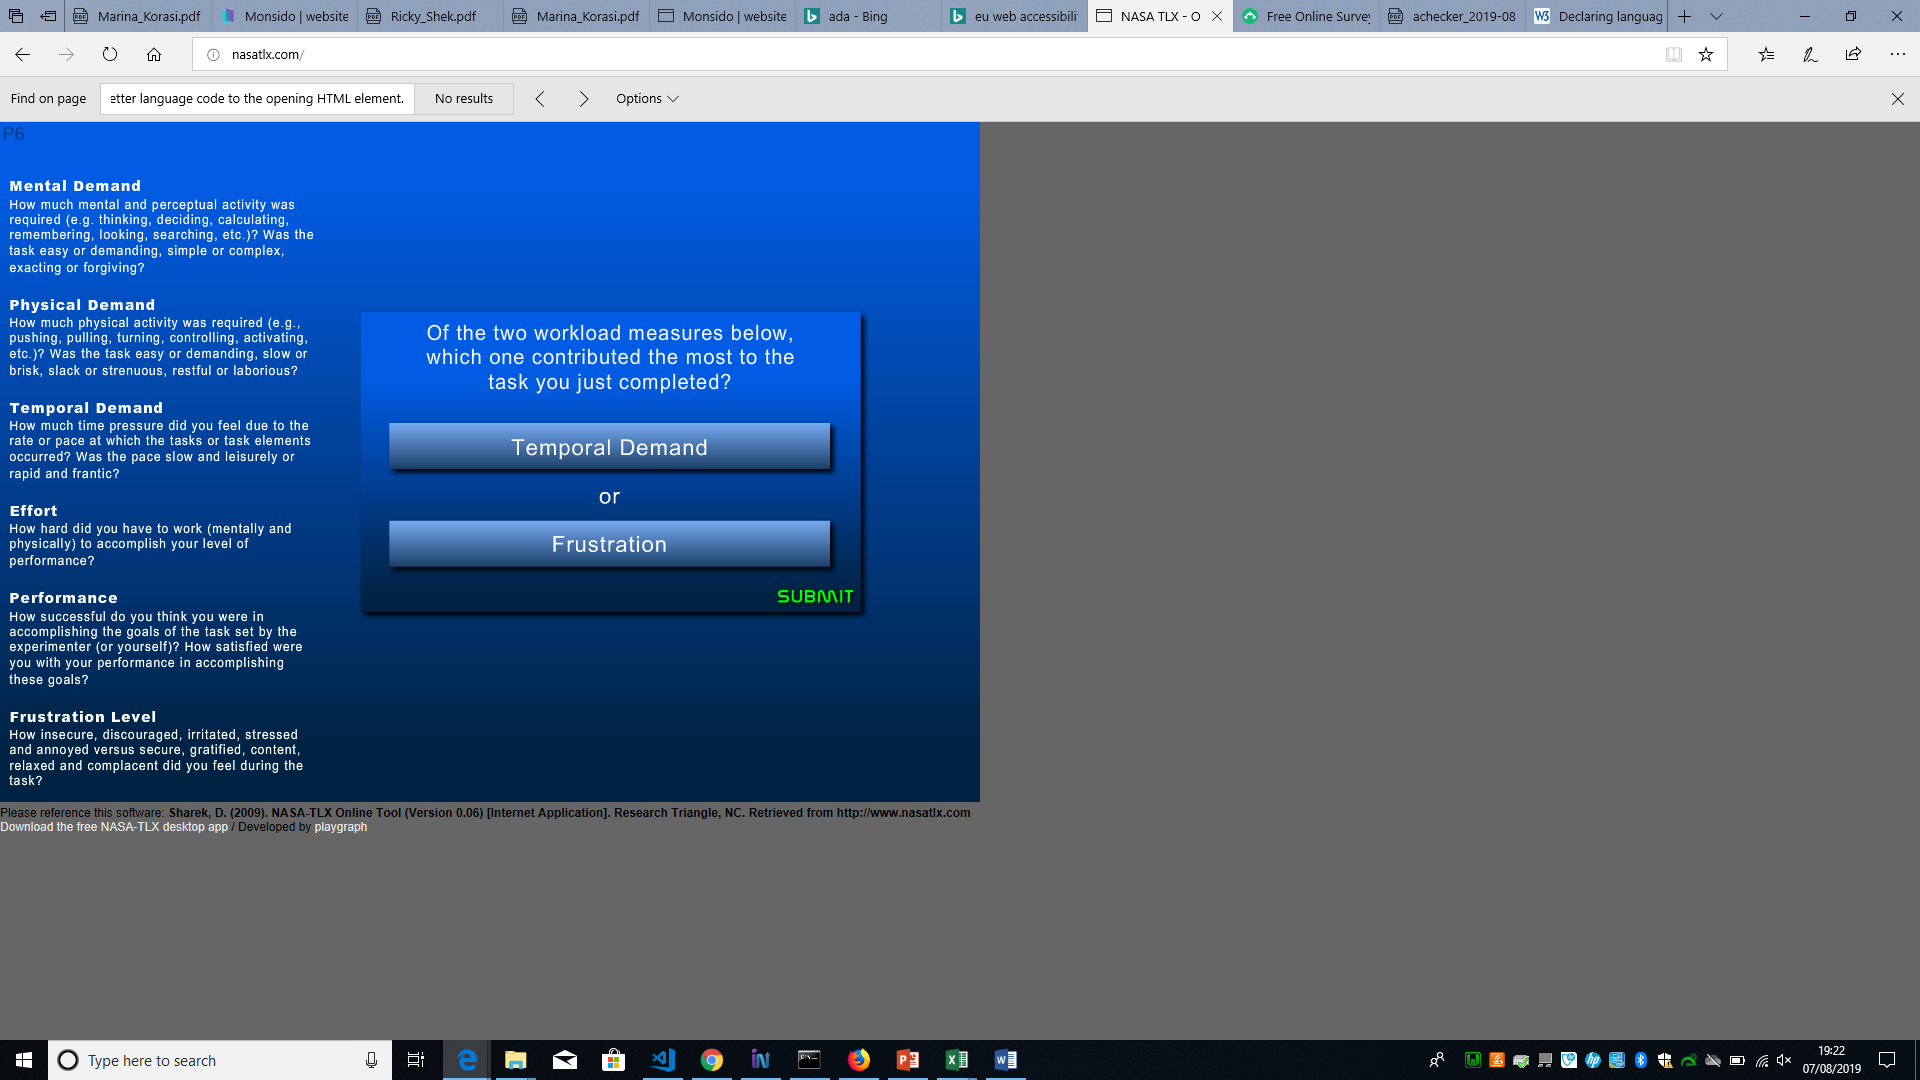 Marina_Korasi.pdf
Monsido | website
Ricky_Shek.pdf
Marina_Korasi.pdf
Monsido | website
ada - Bing
eu web accessibili
NASA TLX - O
Free Online Surve
achecker_2019-08
Declaring languag
nasatlx.com/
Find on page
etter language code to the opening HTML element.
No results
Options
P6
Mental Demand
How much mental and perceptual activity was
required (e.g. thinking, deciding, calculating,
remembering, looking, searching, etc.)? Was the
task easy or demanding, simple or complex,
exacting or forgiving?
Physical Demand
How much physical activity was required (e.g.,
pushing, pulling, turning, controlling, activating,
etc.)? Was the task easy or demanding, slow or
brisk, slack or strenuous, restful or laborious?
Temporal Demand
How much time pressure did you feel due to the
rate or pace at which the tasks or task elements
occurred? Was the pace slow and leisurely or
rapid and frantic?
Effort
How hard did you have to work (mentally and
physically) to accomplish your level of
performance?
Performance
How successful do you think you were in
accomplishing the goals of the task set by the
experimenter (or yourself)? How satisfied were
you with your performance in accomplishing
these goals?
Frustration Level
How insecure, discouraged, irritated, stressed
and annoyed versus secure, gratified, content,
relaxed and complacent did you feel during the
task?
Of the two workload measures below,
which one contributed the most to the
task you just completed?
Temporal Demand
or
Frustration
SUBMIT
Please reference this software: Sharek, D. (2009). NASA-TLX Online Tool (Version 0.06) [Internet Application]. Research Triangle, NC. Retrieved from http://www.nasatlx.com
Download the free NASA-TLX desktop app / Developed by playgraph
Type here to search
19:22
07/08/2019